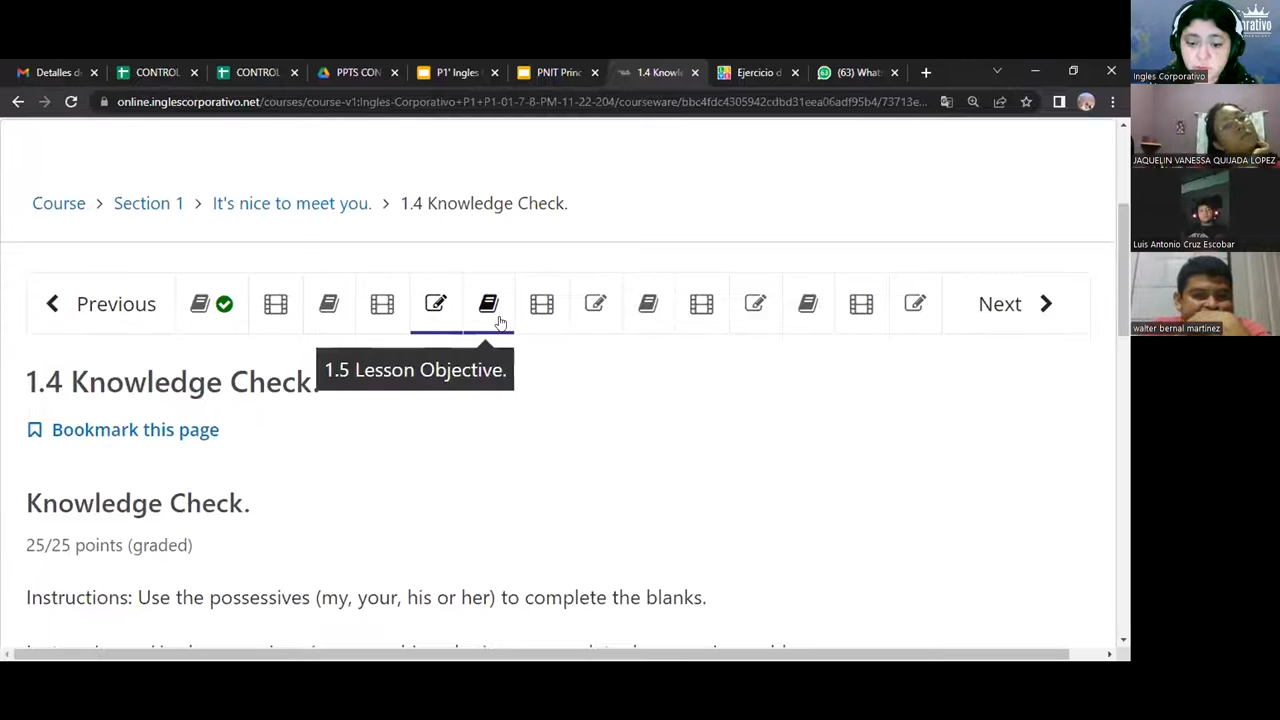 Detalles d
CONTROL
CONTROL
PPTS CON
P1' Ingles
PNIT Princ
1.4 Knowle
Ejercicio d
(63) What
online.inglescorporativo.net/courses/course-v1:Ingles-Corporativo+P1+P1-01-7-8-PM-11-22-204/courseware/bbc4fdc4305942cdbd31eea06adf95b4/73713e...
Course > Section 1 > It's nice to meet you. > 1.4 Knowledge Check.
Previous
Next
1.5 Lesson Objective.
1.4 Knowledge Check.
Bookmark this page
Knowledge Check.
25/25 points (graded)
Instructions: Use the possessives (my, your, his or her) to complete the blanks.
Ingles Corporativo
JAQUELIN VANESSA QUIJADA LOPEZ
Luis Antonio Cruz Escobar
walter bernal martinez